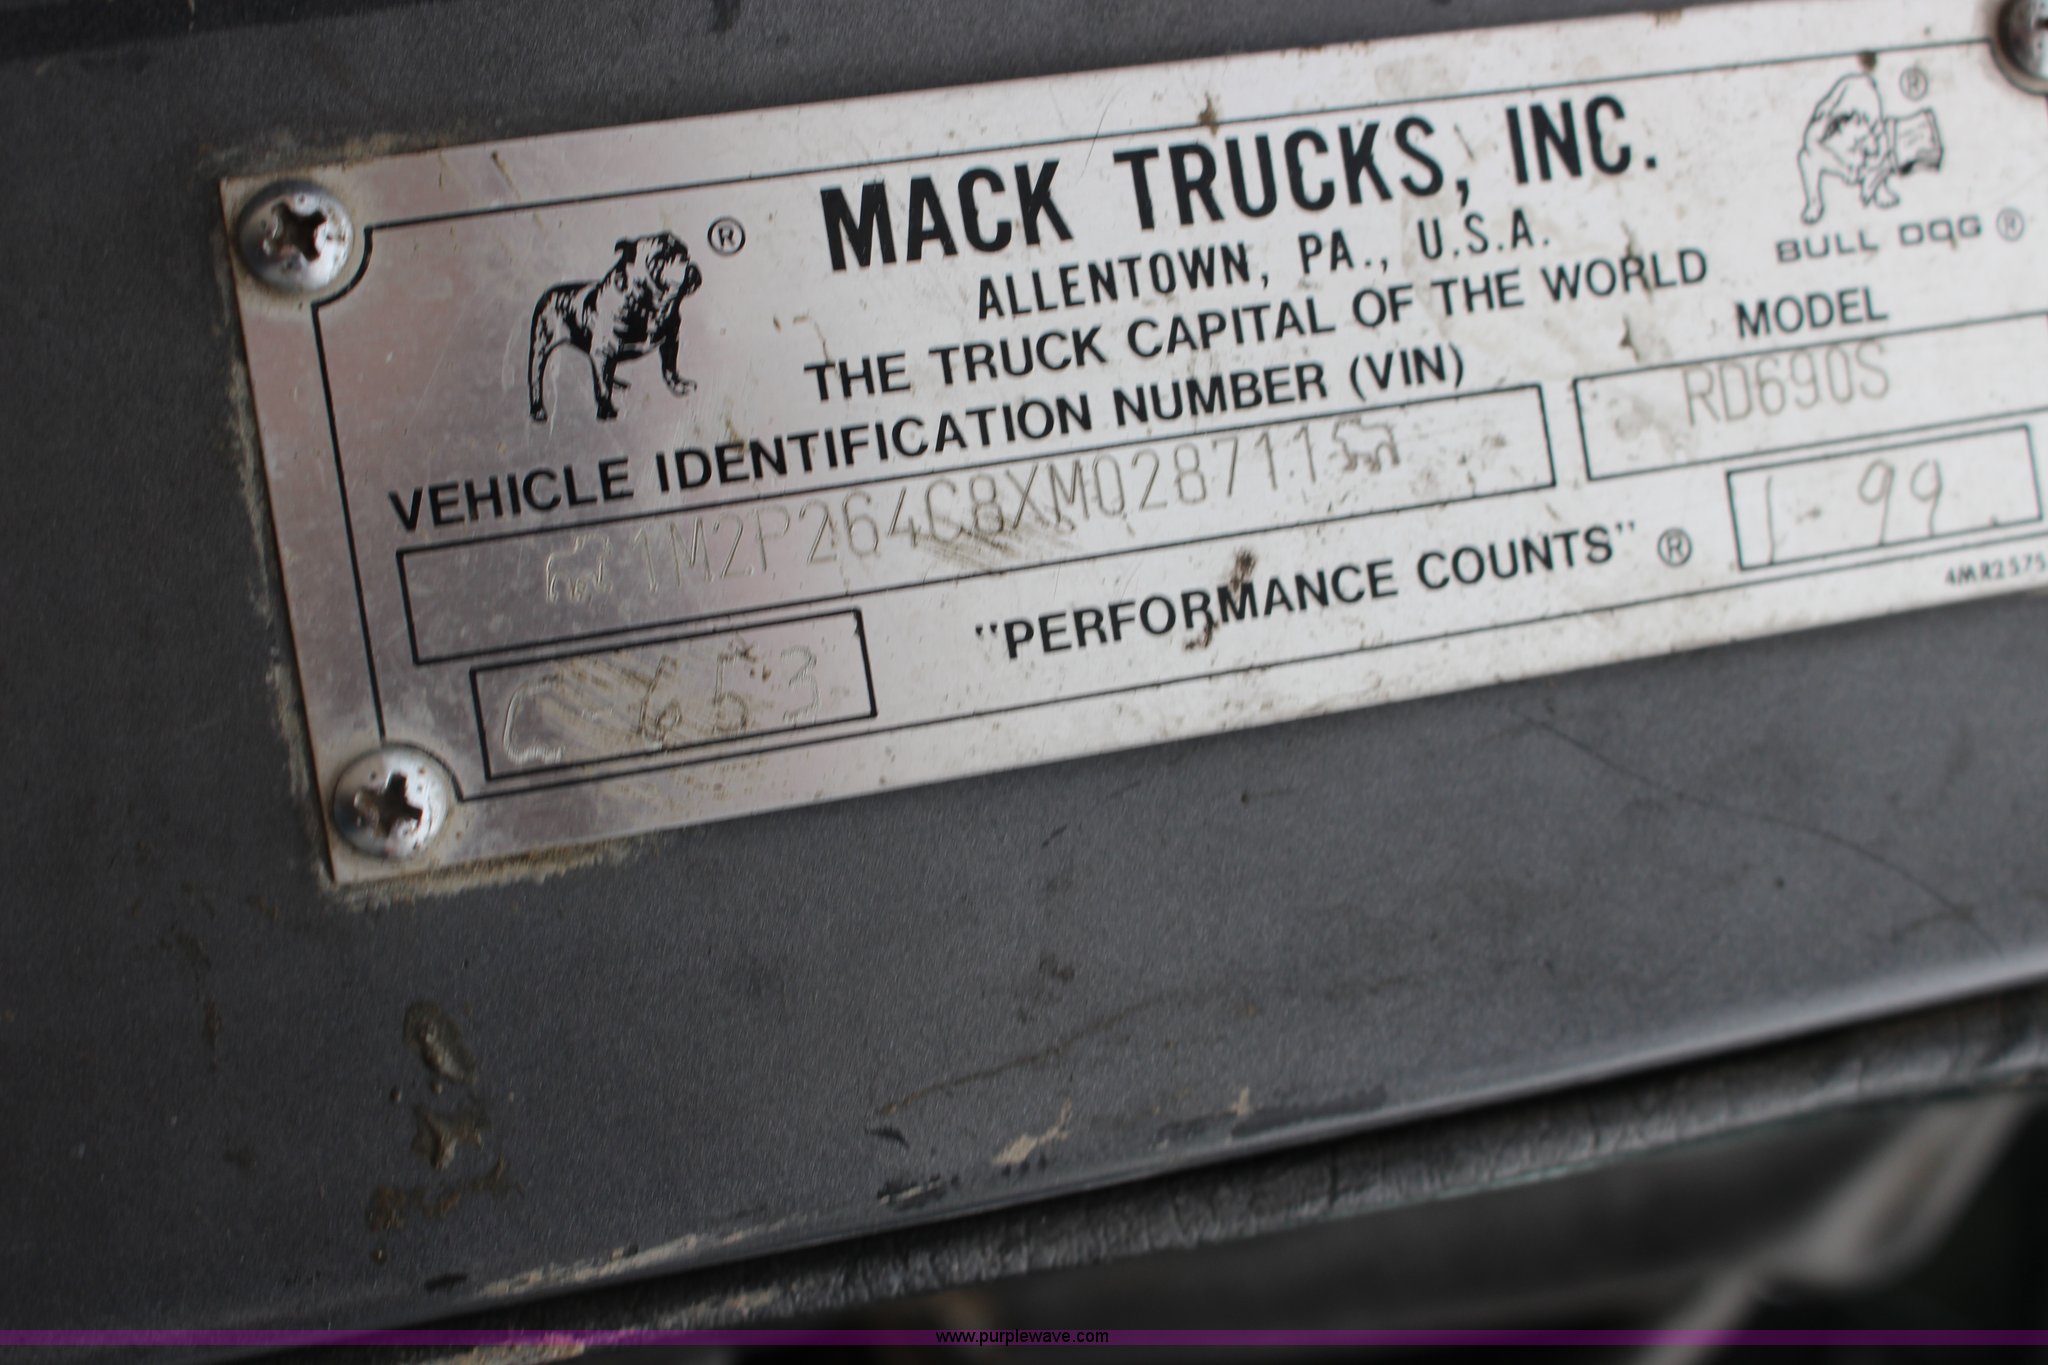 MACK TRUCKS, INC.
ALLENTOWN, PA., U.S.A.
THE TRUCK CAPITAL OF THE WORLD
®
BULL DOG ®
®
VEHICLE IDENTIFICATION NUMBER (VIN)
MODEL
1M2P264C8XM028711
RD690S
C-653
"PERFORMANCE COUNTS" ®
1-99
4MR2575
www.purplewave.com